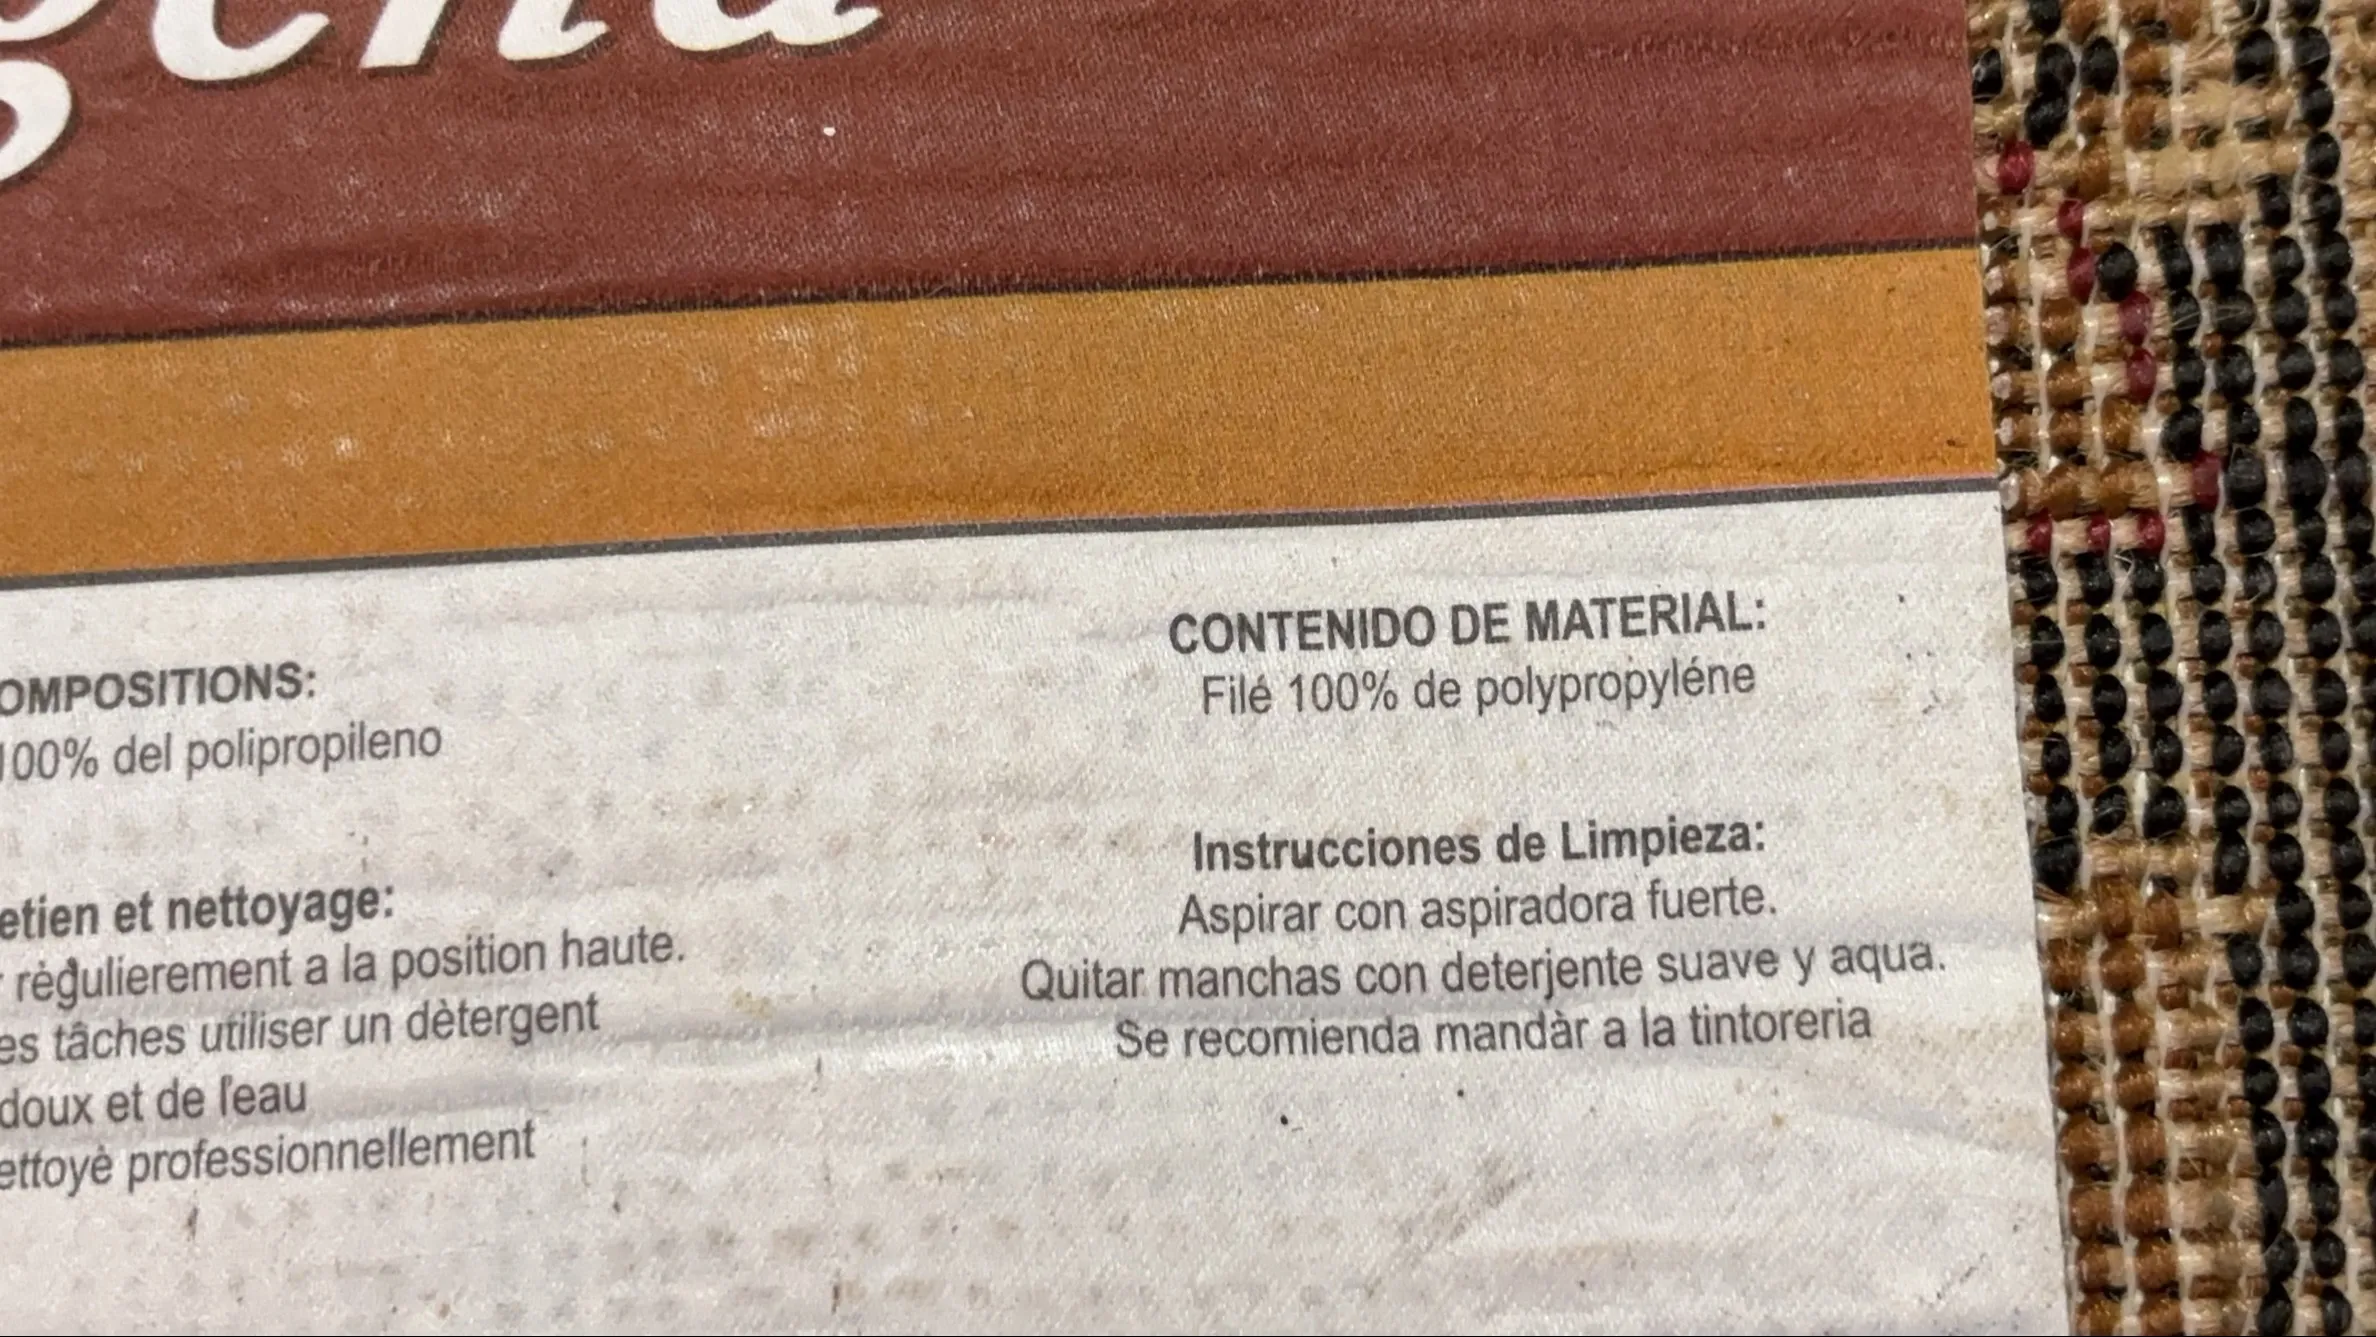 OMPOSITIONS:
100% del polipropileno
etien et nettoyage:
règulierement a la position haute.
es tâches utiliser un dètergent
doux et de l'eau
ettoyè professionnellement
CONTENIDO DE MATERIAL:
Filé 100% de polypropyléne
Instrucciones de Limpieza:
Aspirar con aspiradora fuerte.
Quitar manchas con deterjente suave y aqua.
Se recomienda mandàr a la tintoreria